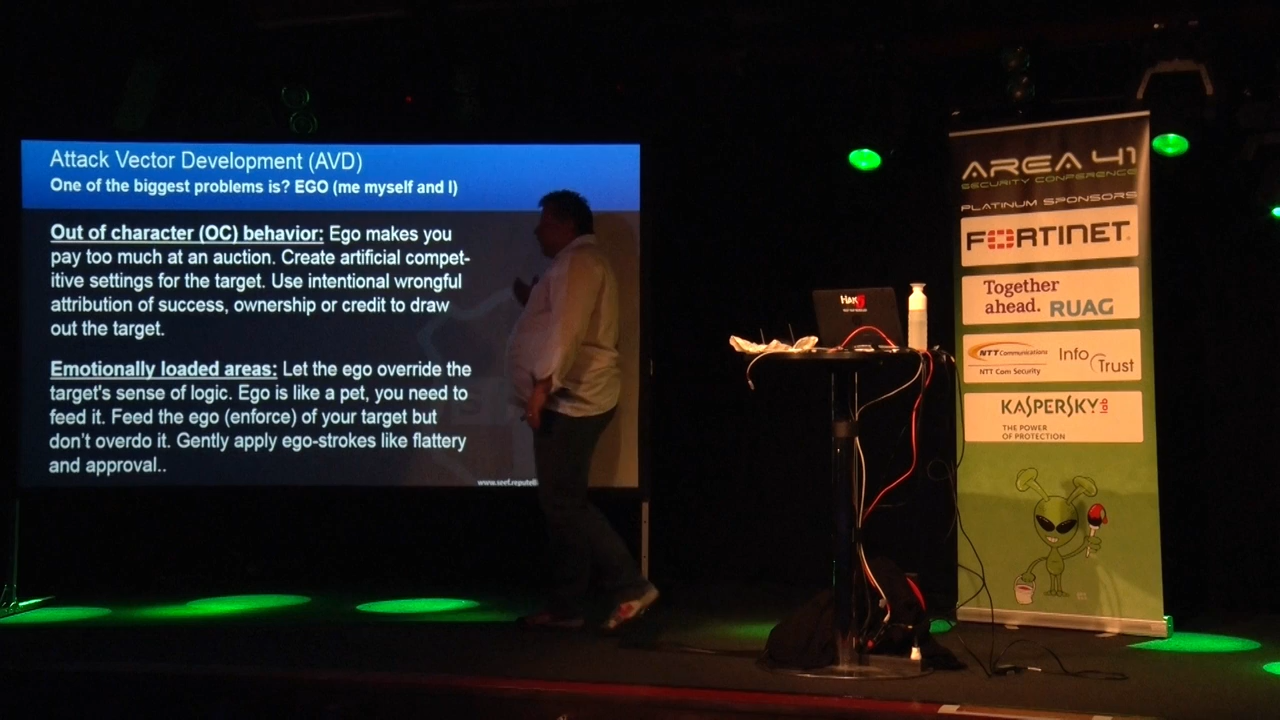 Attack Vector Development (AVD)
One of the biggest problems is? EGO (me myself and I)
Out of character (OC) behavior: Ego makes you
pay too much at an auction. Create artificial compet-
itive settings for the target. Use intentional wrongful
attribution of success, ownership or credit to draw
out the target.
Emotionally loaded areas: Let the ego override the
target's sense of logic. Ego is like a pet, you need to
feed it. Feed the ego (enforce) of your target but
don't overdo it. Gently apply ego-strokes like flattery
and approval..
HAK5
AREA 41
SECURITY CONFERENCE
PLATINUM SPONSORS
FORTINET
Together
ahead. RUAG
NTT Communications
NTT Com Security
Info
Trust
KASPERSKY lab
THE POWER
OF PROTECTION